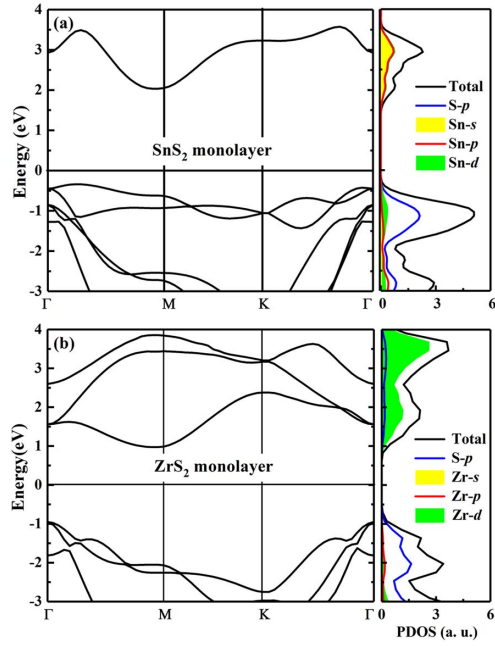 (a)
4
3
2
1
0
-1
-2
-3
Energy (eV)
SnS₂ monolayer
Γ
M
K
Γ
Total
S-p
Sn-s
Sn-p
Sn-d
0
3
6
(b)
4
3
2
1
0
-1
-2
-3
Energy(eV)
ZrS₂ monolayer
Γ
M
K
Γ
Total
S-p
Zr-s
Zr-p
Zr-d
0
3
6
PDOS (a. u.)